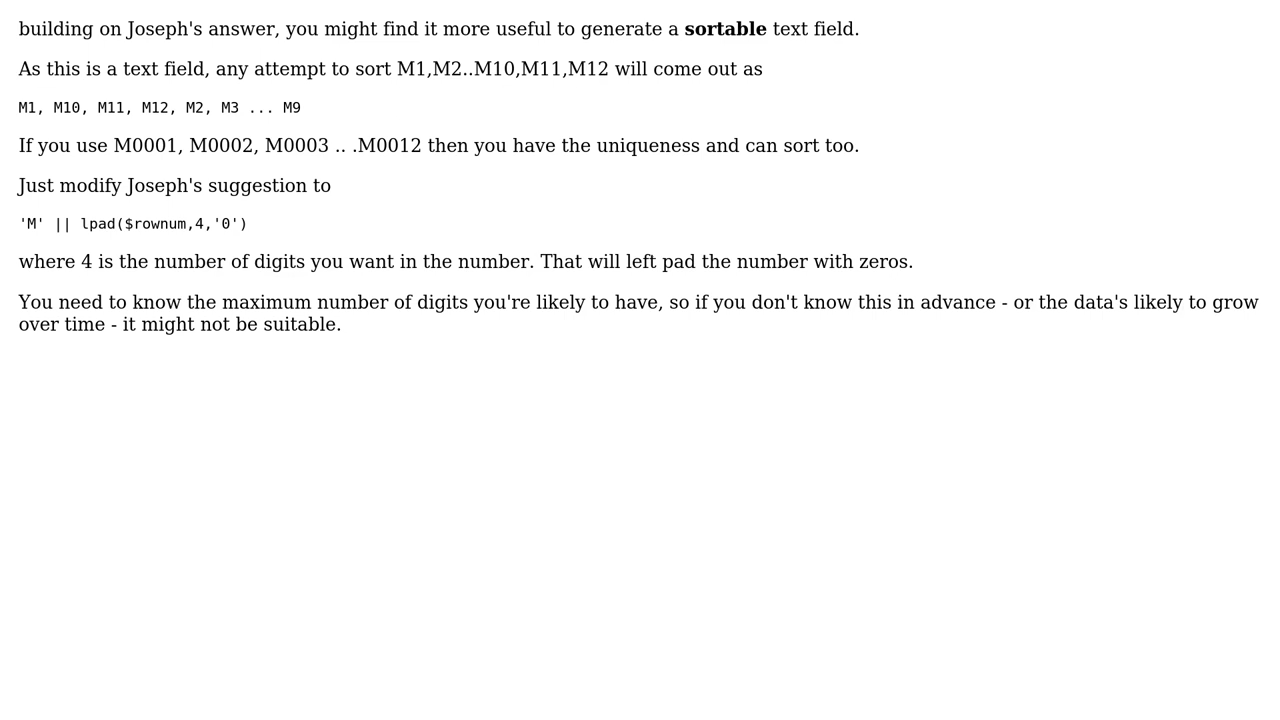 building on Joseph's answer, you might find it more useful to generate a sortable text field.
As this is a text field, any attempt to sort M1,M2..M10,M11,M12 will come out as
M1, M10, M11, M12, M2, M3 ... M9
If you use M0001, M0002, M0003 .. .M0012 then you have the uniqueness and can sort too.
Just modify Joseph's suggestion to
'M' || lpad($rownum,4,'0')
where 4 is the number of digits you want in the number. That will left pad the number with zeros.
You need to know the maximum number of digits you're likely to have, so if you don't know this in advance - or the data's likely to grow
over time - it might not be suitable.